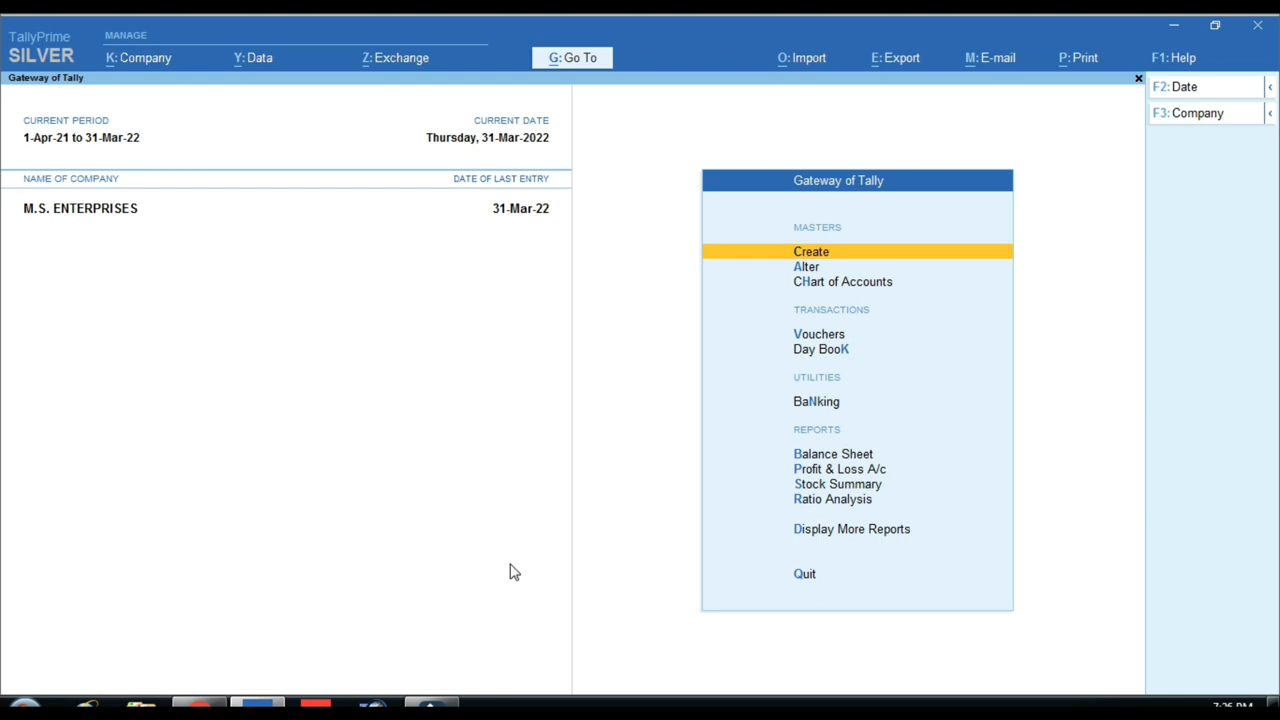 TallyPrime
SILVER
MANAGE
K: Company
Y: Data
Z: Exchange
G: Go To
O: Import
E: Export
M: E-mail
P: Print
F1: Help
Gateway of Tally
F2: Date
F3: Company
CURRENT PERIOD
1-Apr-21 to 31-Mar-22
CURRENT DATE
Thursday, 31-Mar-2022
NAME OF COMPANY
DATE OF LAST ENTRY
M.S. ENTERPRISES
31-Mar-22
Gateway of Tally
MASTERS
Create
Alter
CHart of Accounts
TRANSACTIONS
Vouchers
Day BooK
UTILITIES
BaNking
REPORTS
Balance Sheet
Profit & Loss A/c
Stock Summary
Ratio Analysis
Display More Reports
Quit